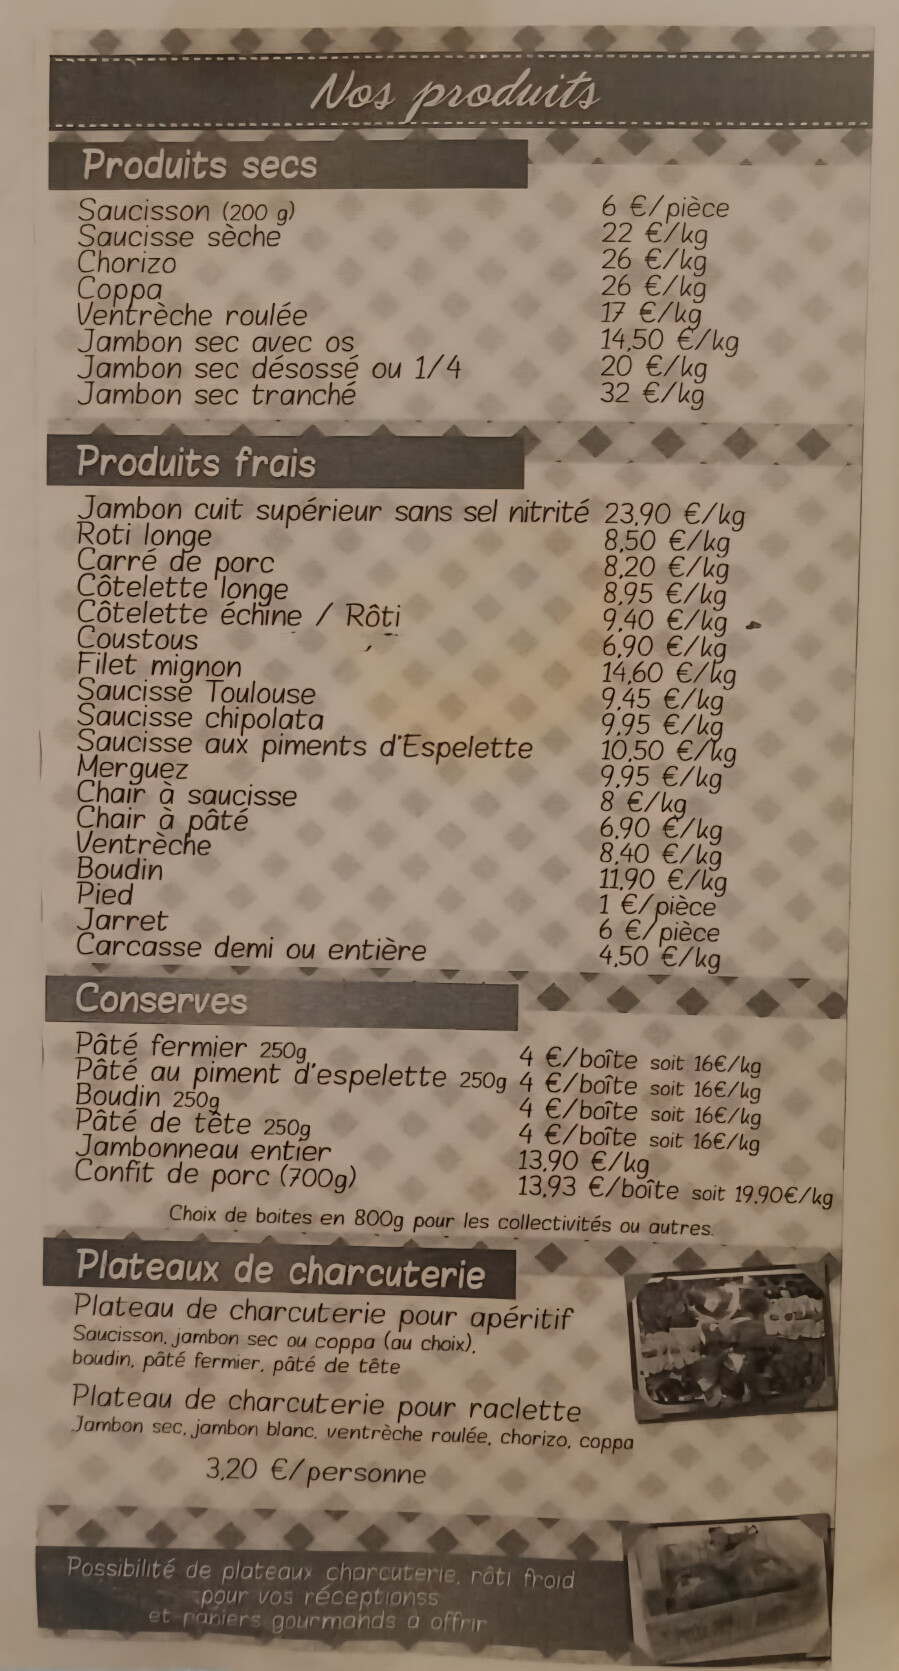 Nos produits
Produits secs
Saucisson (200 g) 6 €/pièce
Saucisse sèche 22 €/kg
Chorizo 26 €/kg
Coppa 26 €/kg
Ventrèche roulée 17 €/kg
Jambon sec avec os 14,50 €/kg
Jambon sec désossé ou 1/4 20 €/kg
Jambon sec tranché 32 €/kg
Produits frais
Jambon cuit supérieur sans sel nitrité 23,90 €/kg
Roti longe 8,50 €/kg
Carré de porc 8,20 €/kg
Côtelette longe 8,95 €/kg
Côtelette échine / Rôti 9,40 €/kg
Coustous 6,90 €/kg
Filet mignon 14,60 €/kg
Saucisse Toulouse 9,45 €/kg
Saucisse chipolata 9,95 €/kg
Saucisse aux piments d'Espelette 10,50 €/kg
Merguez 9,95 €/kg
Chair à saucisse 8 €/kg
Chair à pâté 6,90 €/kg
Ventrèche 8,40 €/kg
Boudin 11,90 €/kg
Pied 1 €/pièce
Jarret 6 €/pièce
Carcasse demi ou entière 4,50 €/kg
Conserves
Pâté fermier 250g 4 €/boîte soit 16€/kg
Pâté au piment d'espelette 250g 4 €/boîte soit 16€/kg
Boudin 250g 4 €/boîte soit 16€/kg
Pâté de tête 250g 4 €/boîte soit 16€/kg
Jambonneau entier 13,90 €/kg
Confit de porc (700g) 13,93 €/boîte soit 19,90€/kg
Choix de boites en 800g pour les collectivités ou autres.
Plateaux de charcuterie
Plateau de charcuterie pour apéritif
Saucisson, jambon sec ou coppa (au choix),
boudin, pâté fermier, pâté de tête
Plateau de charcuterie pour raclette
Jambon sec, jambon blanc, ventrèche roulée, chorizo, coppa
3,20 €/personne
Possibilité de plateaux charcuterie, rôti froid
pour vos réceptionss
et paniers gourmands a offrir